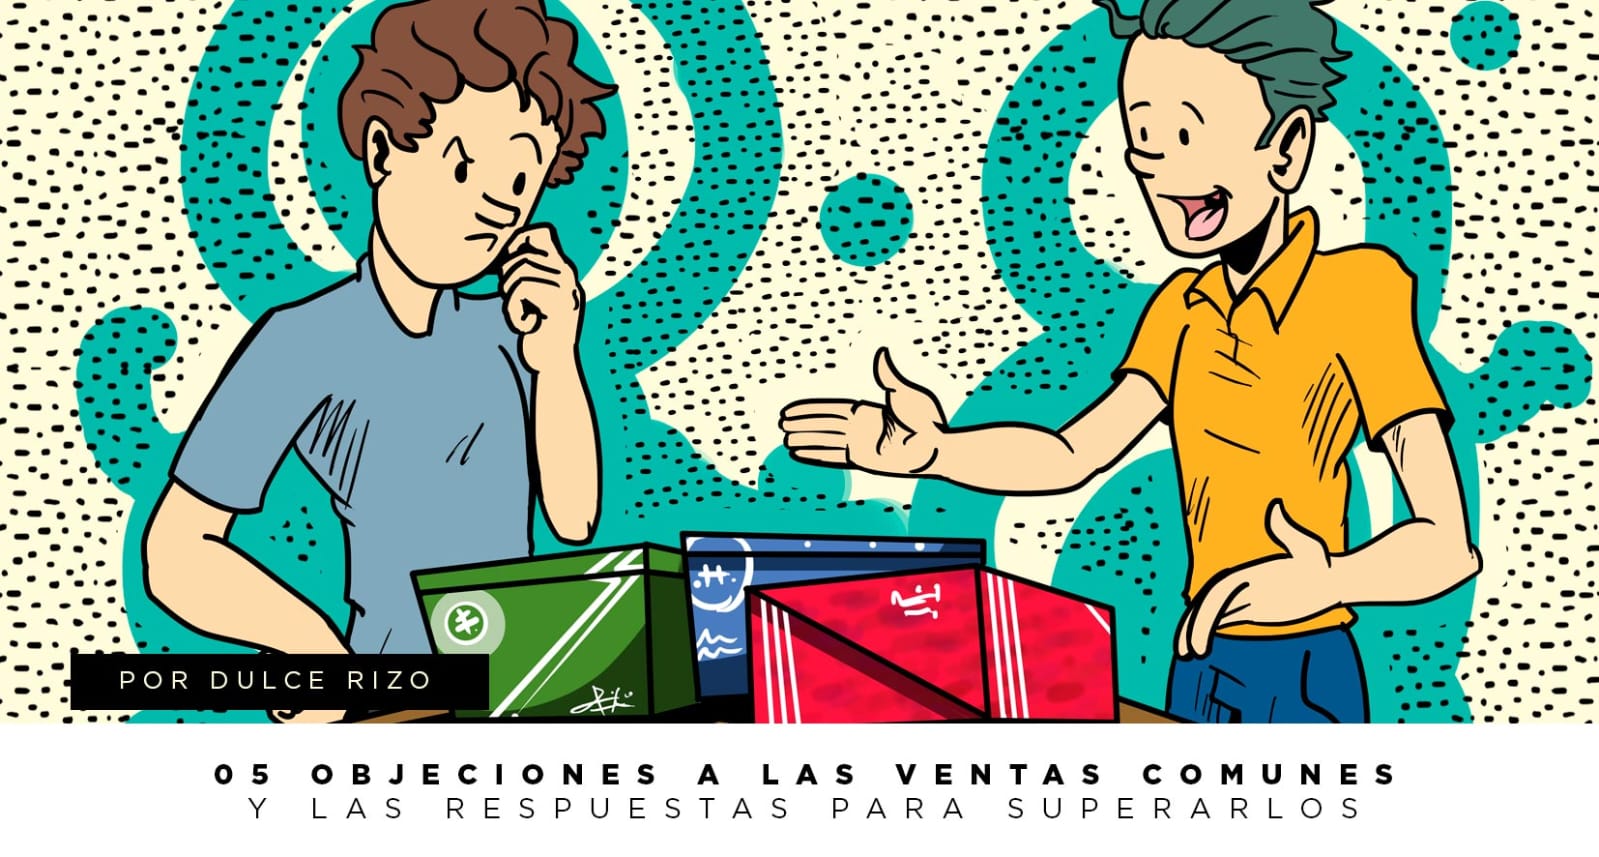 POR DULCE RIZO
05 OBJECIONES A LAS VENTAS COMUNES
Y LAS RESPUESTAS PARA SUPERARLOS